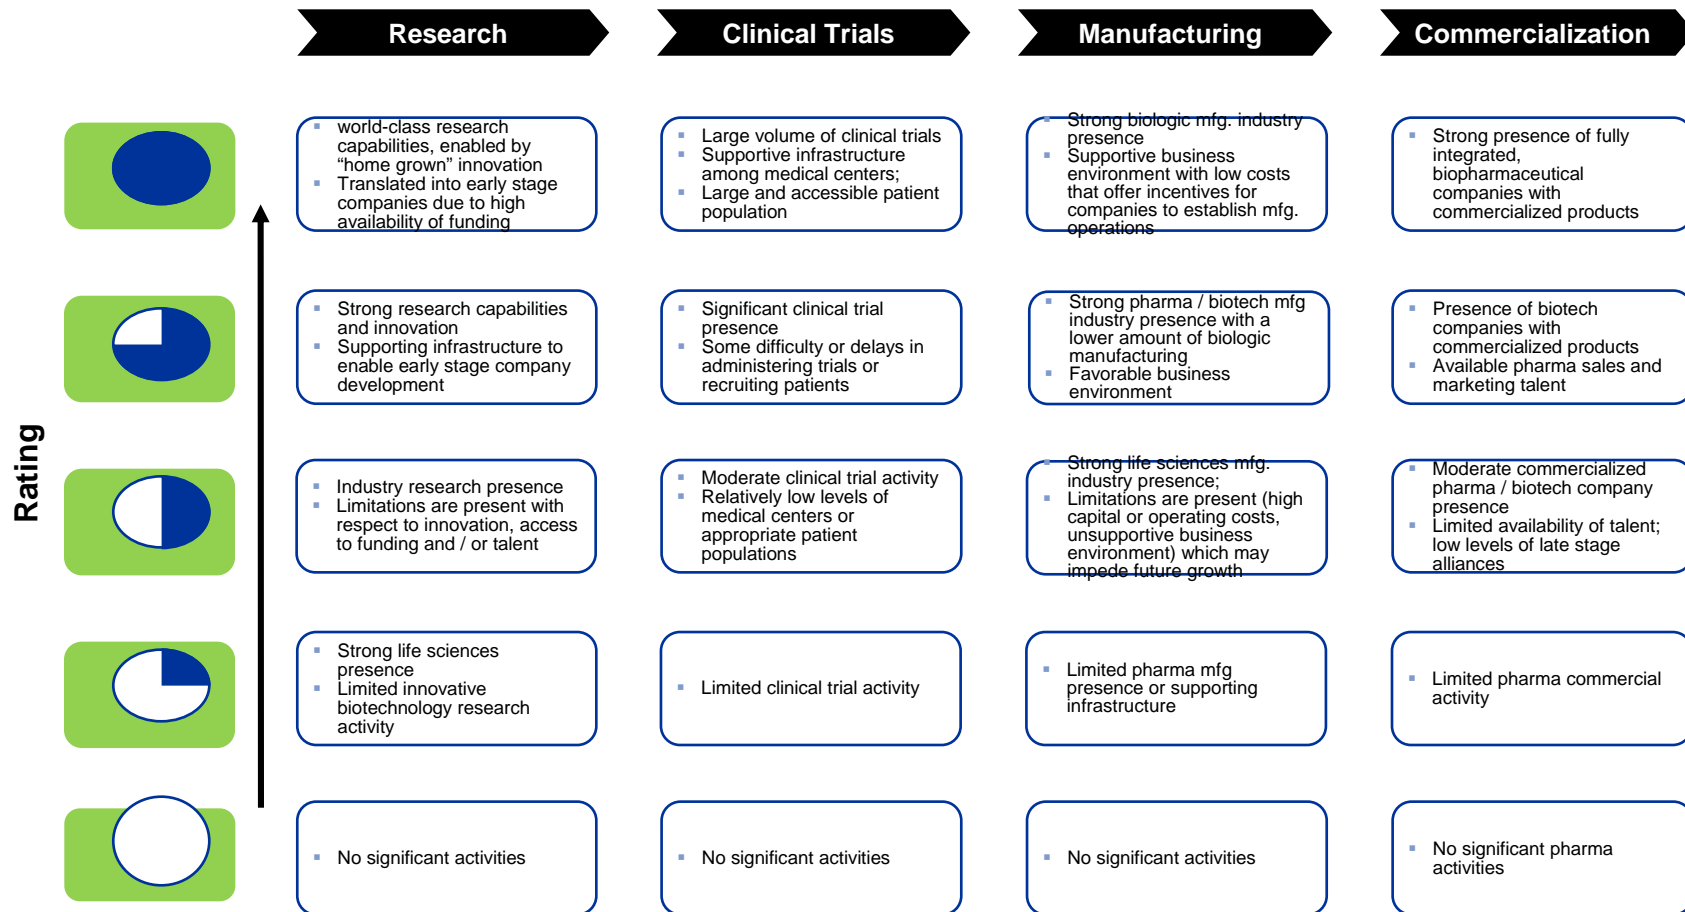 Research
Clinical Trials
Manufacturing
Commercialization
Rating
▪ world-class research
capabilities, enabled by
“home grown” innovation
▪ Translated into early stage
companies due to high
availability of funding
▪ Large volume of clinical trials
▪ Supportive infrastructure
among medical centers;
▪ Large and accessible patient
population
▪ Strong biologic mfg. industry
presence
▪ Supportive business
environment with low costs
that offer incentives for
companies to establish mfg.
operations
▪ Strong presence of fully
integrated,
biopharmaceutical
companies with
commercialized products
▪ Strong research capabilities
and innovation
▪ Supporting infrastructure to
enable early stage company
development
▪ Significant clinical trial
presence
▪ Some difficulty or delays in
administering trials or
recruiting patients
▪ Strong pharma / biotech mfg
industry presence with a
lower amount of biologic
manufacturing
▪ Favorable business
environment
▪ Presence of biotech
companies with
commercialized products
▪ Available pharma sales and
marketing talent
▪ Industry research presence
▪ Limitations are present with
respect to innovation, access
to funding and / or talent
▪ Moderate clinical trial activity
▪ Relatively low levels of
medical centers or
appropriate patient
populations
▪ Strong life sciences mfg.
industry presence;
▪ Limitations are present (high
capital or operating costs,
unsupportive business
environment) which may
impede future growth
▪ Moderate commercialized
pharma / biotech company
presence
▪ Limited availability of talent;
low levels of late stage
alliances
▪ Strong life sciences
presence
▪ Limited innovative
biotechnology research
activity
▪ Limited clinical trial activity
▪ Limited pharma mfg
presence or supporting
infrastructure
▪ Limited pharma commercial
activity
▪ No significant activities
▪ No significant activities
▪ No significant activities
▪ No significant pharma
activities